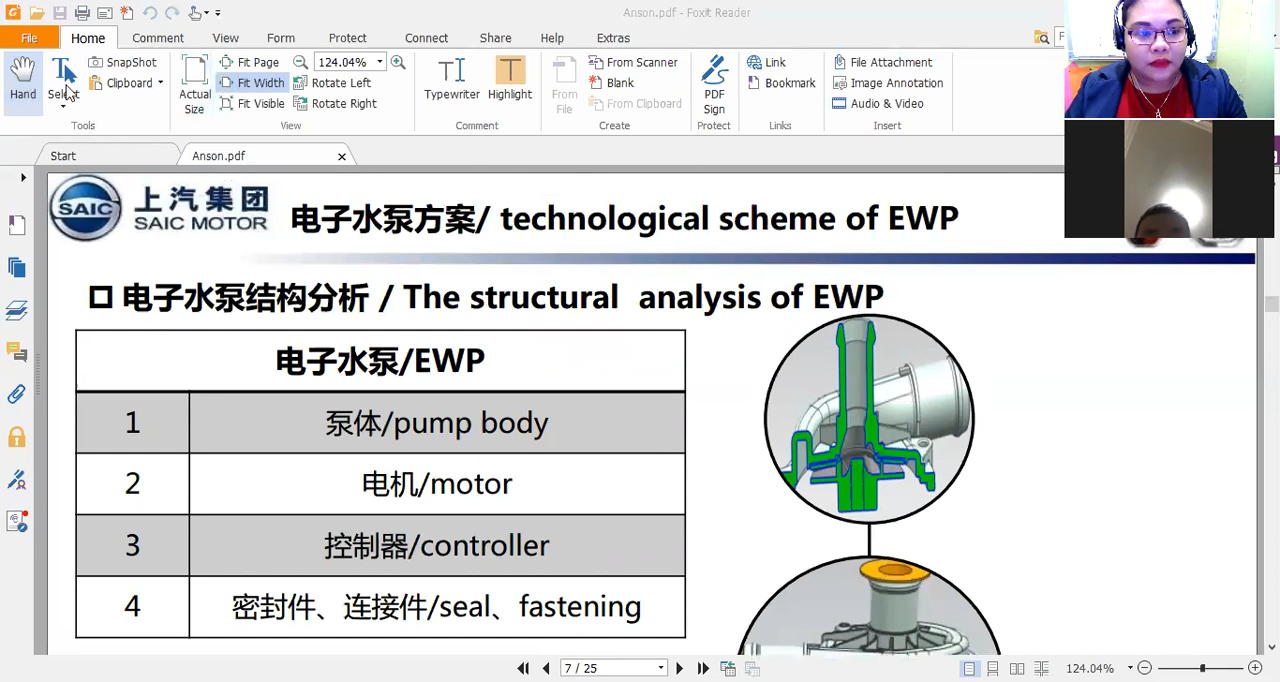 Anson.pdf - Foxit Reader
File Home Comment View Form Protect Connect Share Help Extras
Hand
Select
SnapShot
Clipboard
Actual Size
Fit Page
Fit Width
Fit Visible
124.04%
Rotate Left
Rotate Right
Typewriter
Highlight
From File
From Scanner
Blank
From Clipboard
PDF Sign
Link
Bookmark
File Attachment
Image Annotation
Audio & Video
Tools View Comment Create Protect Links Insert
Start Anson.pdf
SAIC
上汽集团
SAIC MOTOR
电子水泵方案/ technological scheme of EWP
电子水泵结构分析 / The structural analysis of EWP
电子水泵/EWP
1 泵体/pump body
2 电机/motor
3 控制器/controller
4 密封件、连接件/seal、fastening
7 / 25
124.04%